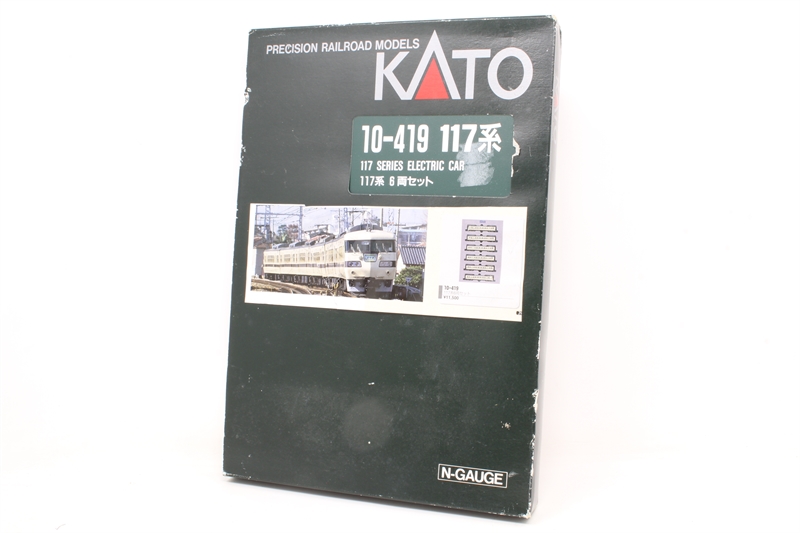 PRECISION RAILROAD MODELS
KATO
10-419 117系
117 SERIES ELECTRIC CAR
117系 6両セット
10-419
N-GAUGE